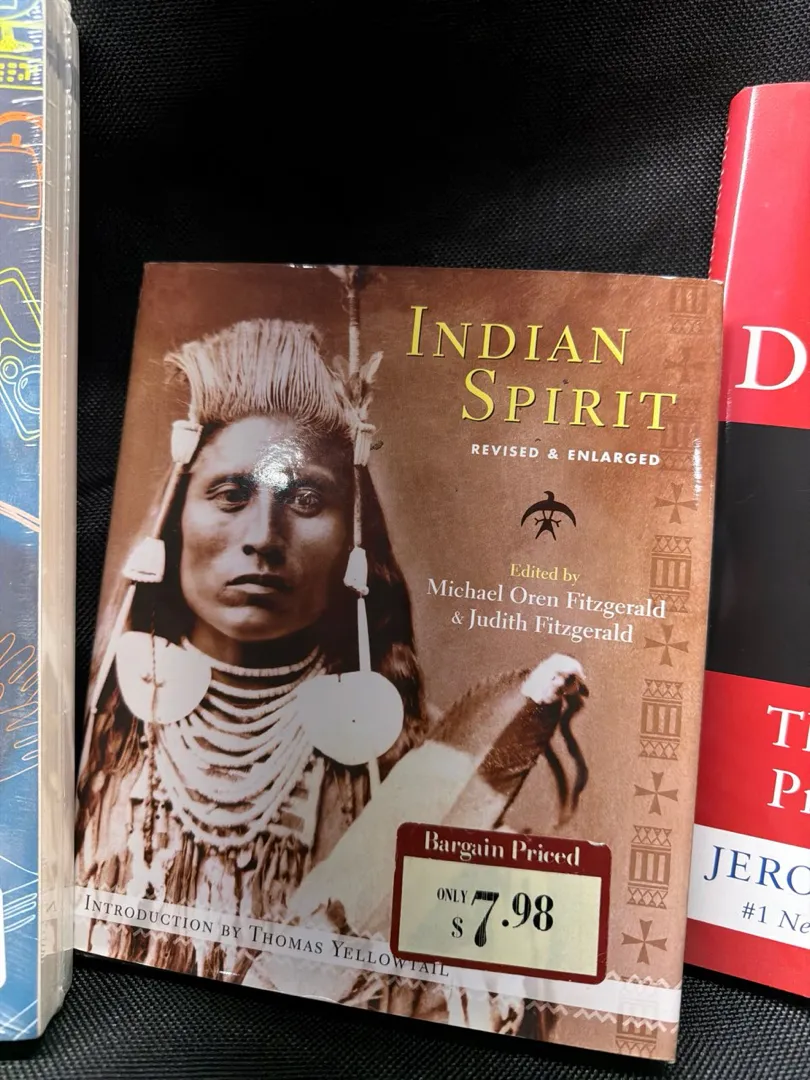 INDIAN
SPIRIT
REVISED & ENLARGED
Edited by
Michael Oren Fitzgerald
& Judith Fitzgerald
Bargain Priced
ONLY
$7.98
INTRODUCTION BY THOMAS YELLOWTAIL
D
JERO
#1 Ne